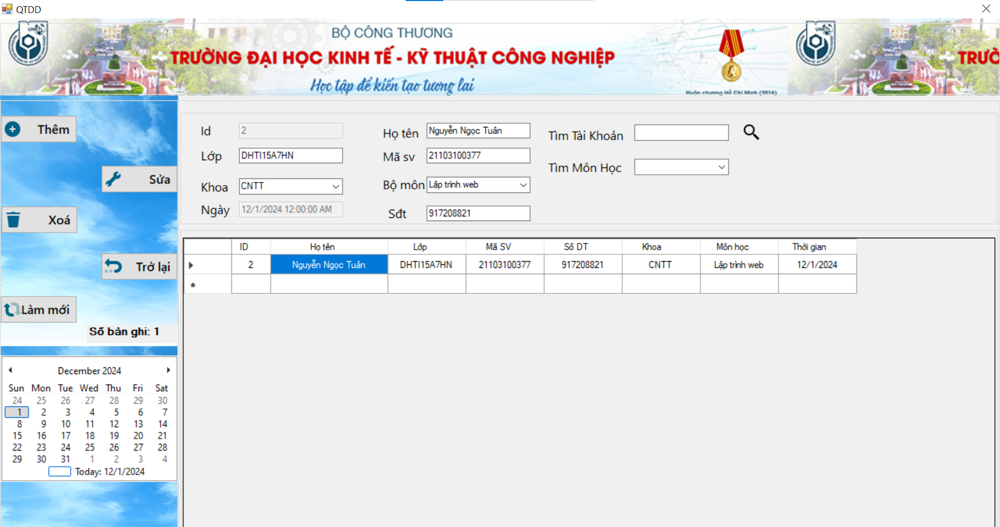 QTDD
UNETI
BỘ CÔNG THƯƠNG
TRƯỜNG ĐẠI HỌC KINH TẾ - KỸ THUẬT CÔNG NGHIỆP
Học tập để kiến tạo tương lai
Huân chương Hồ Chí Minh (2016)
TRƯỜ
Thêm
Sửa
Xoá
Trở lại
Làm mới
Số bản ghi: 1
Id 2
Họ tên Nguyễn Ngọc Tuân
Tìm Tài Khoản
Lớp DHTI15A7HN
Mã sv 21103100377
Tìm Môn Học
Khoa CNTT
Bộ môn Lập trình web
Ngày 12/1/2024 12:00:00 AM
Sđt 917208821
ID Họ tên Lớp Mã SV Số DT Khoa Môn học Thời gian
2 Nguyễn Ngọc Tuân DHTI15A7HN 21103100377 917208821 CNTT Lập trình web 12/1/2024
December 2024
Sun Mon Tue Wed Thu Fri Sat
24 25 26 27 28 29 30
1 2 3 4 5 6 7
8 9 10 11 12 13 14
15 16 17 18 19 20 21
22 23 24 25 26 27 28
29 30 31 1 2 3 4
Today: 12/1/2024